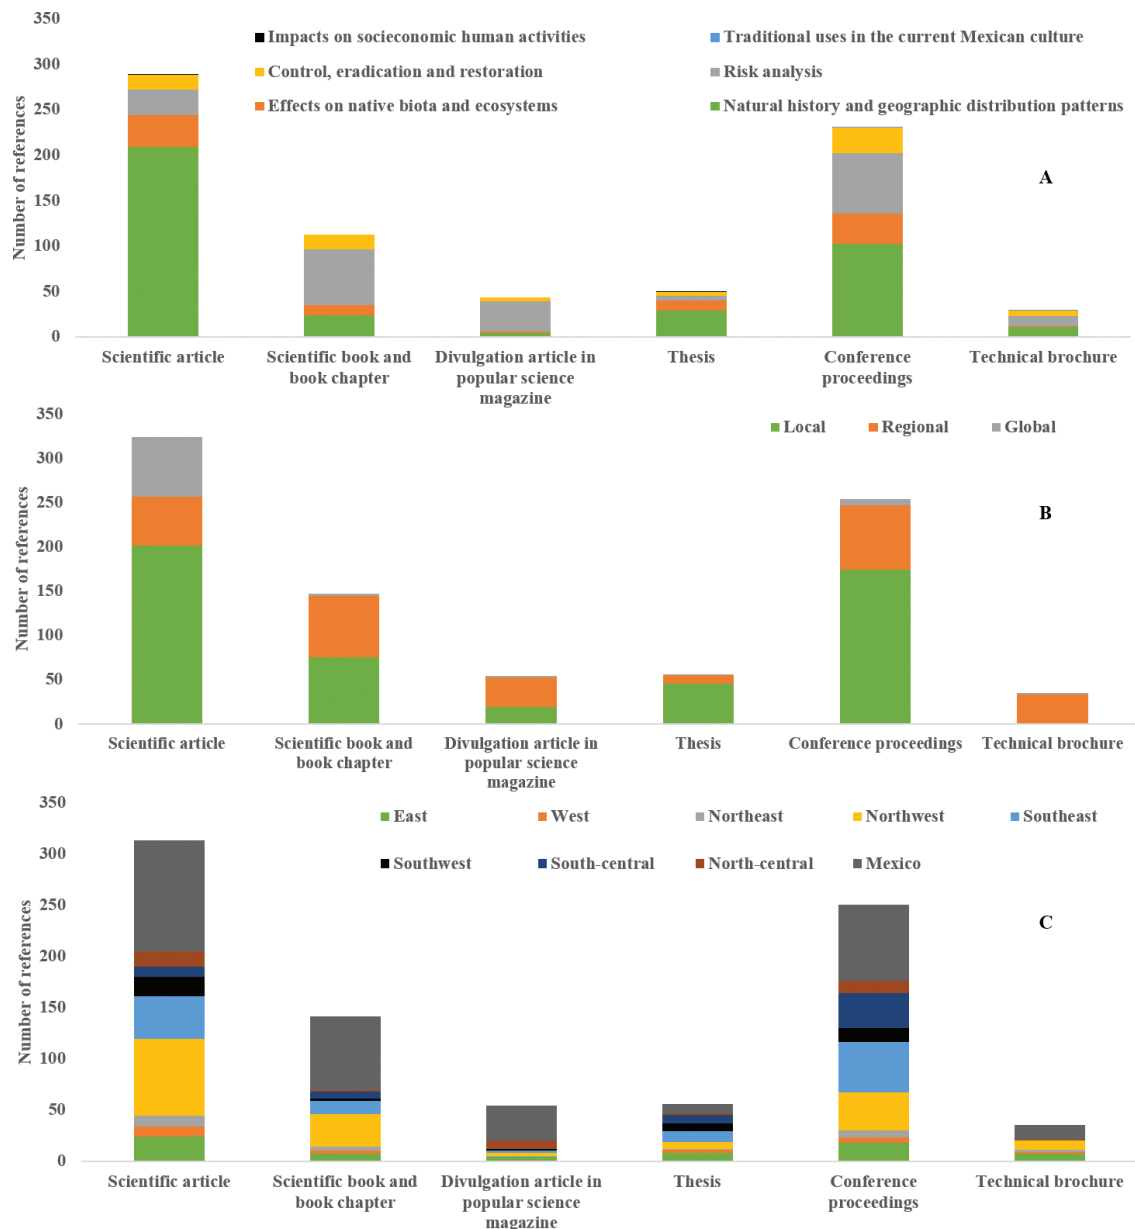 350
300
250
200
150
100
50
0
Number of references
Impacts on socieconomic human activities
Traditional uses in the current Mexican culture
Control, eradication and restoration
Risk analysis
Effects on native biota and ecosystems
Natural history and geographic distribution patterns
A
Scientific article
Scientific book and
book chapter
Divulgation article in
popular science
magazine
Thesis
Conference
proceedings
Technical brochure
350
300
250
200
150
100
50
0
Number of references
Local
Regional
Global
B
Scientific article
Scientific book and
book chapter
Divulgation article in
popular science
magazine
Thesis
Conference proceedings
Technical brochure
350
300
250
200
150
100
50
0
Number of references
East
West
Northeast
Northwest
Southeast
Southwest
South-central
North-central
Mexico
C
Scientific article
Scientific book and
book chapter
Divulgation article in
popular science
magazine
Thesis
Conference
proceedings
Technical brochure